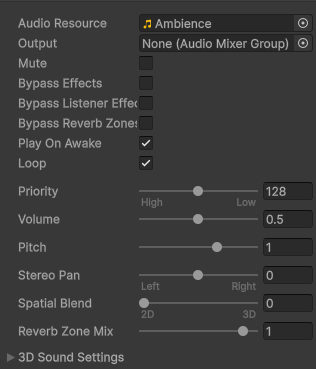 Audio Resource Ambience
Output None (Audio Mixer Group)
Mute
Bypass Effects
Bypass Listener Effec
Bypass Reverb Zones
Play On Awake
Loop
Priority 128
High Low
Volume 0.5
Pitch 1
Stereo Pan 0
Left Right
Spatial Blend 0
2D 3D
Reverb Zone Mix 1
3D Sound Settings